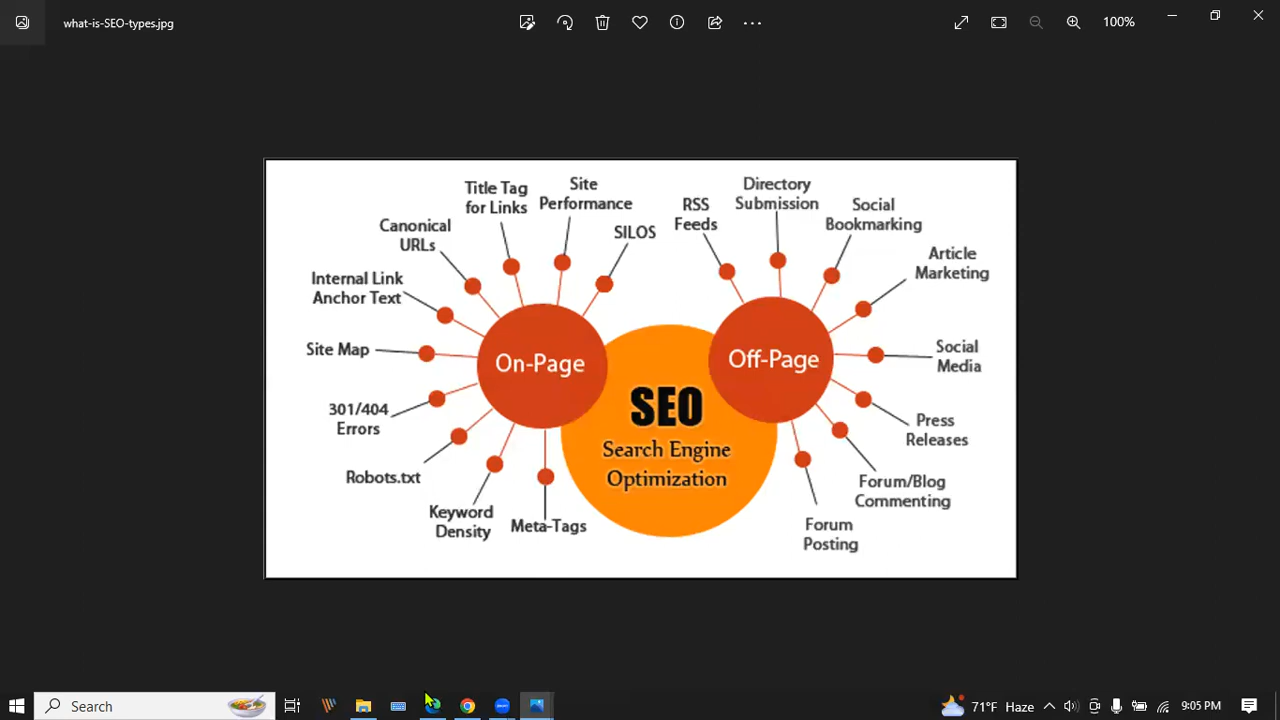 what-is-SEO-types.jpg
100%
Title Tag
for Links
Site
Performance
SILOS
Canonical
URLs
Internal Link
Anchor Text
Site Map
301/404
Errors
Robots.txt
Keyword
Density
Meta-Tags
On-Page
SEO
Search Engine
Optimization
Off-Page
RSS
Feeds
Directory
Submission
Social
Bookmarking
Article
Marketing
Social
Media
Press
Releases
Forum/Blog
Commenting
Forum
Posting
Search
71°F Haze
9:05 PM